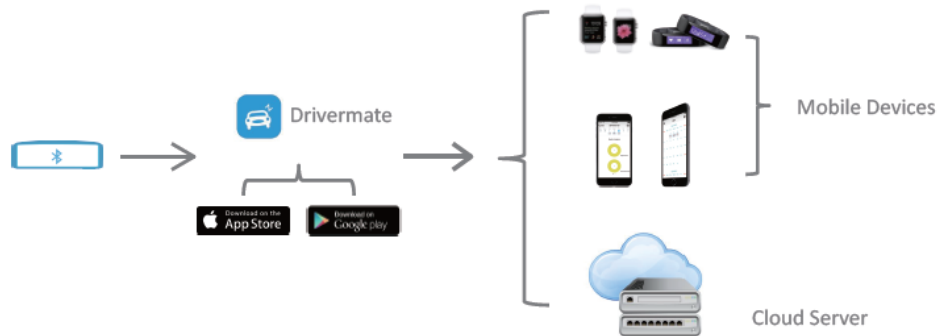 Drivermate
Download on the
App Store
Download on
Google play
Mobile Devices
Cloud Server